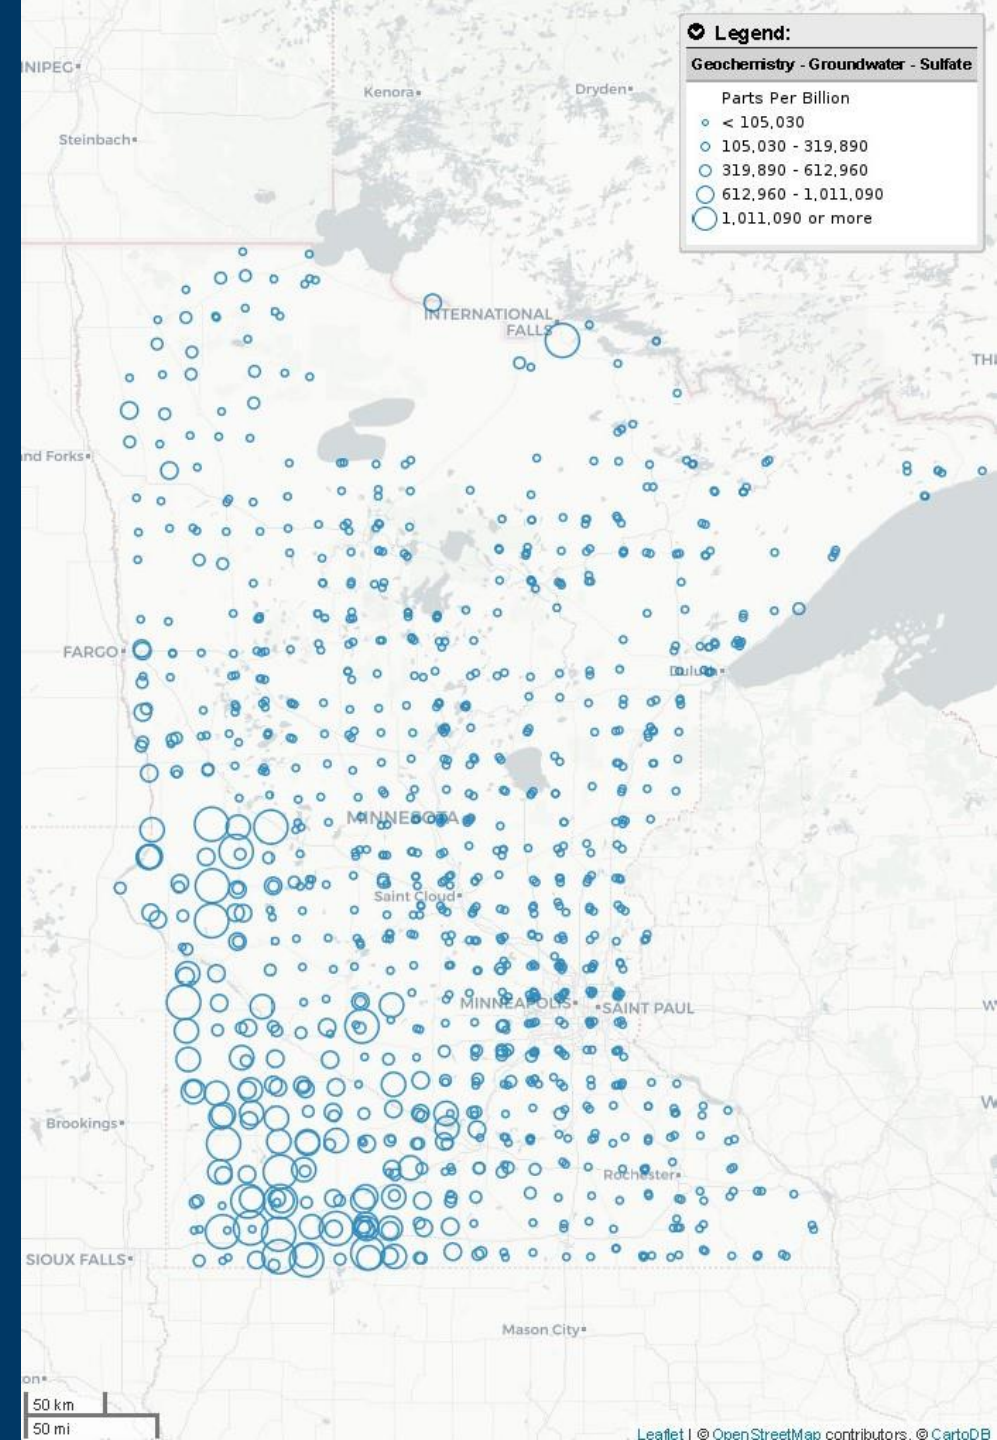 Legend:
Geochemistry - Groundwater - Sulfate
Parts Per Billion
< 105,030
105,030 - 319,890
319,890 - 612,960
612,960 - 1,011,090
1,011,090 or more
NIPEG
Kenora
Dryden
Steinbach
INTERNATIONAL
FALLS
TH
nd Forks
FARGO
Duluth
MINNESOTA
Saint Cloud
MINNEAPOLIS
SAINT PAUL
W
Brookings
W
Rochester
SIOUX FALLS
Mason City
on
50 km
50 mi
Leaflet | © OpenStreetMap contributors, © CartoDB